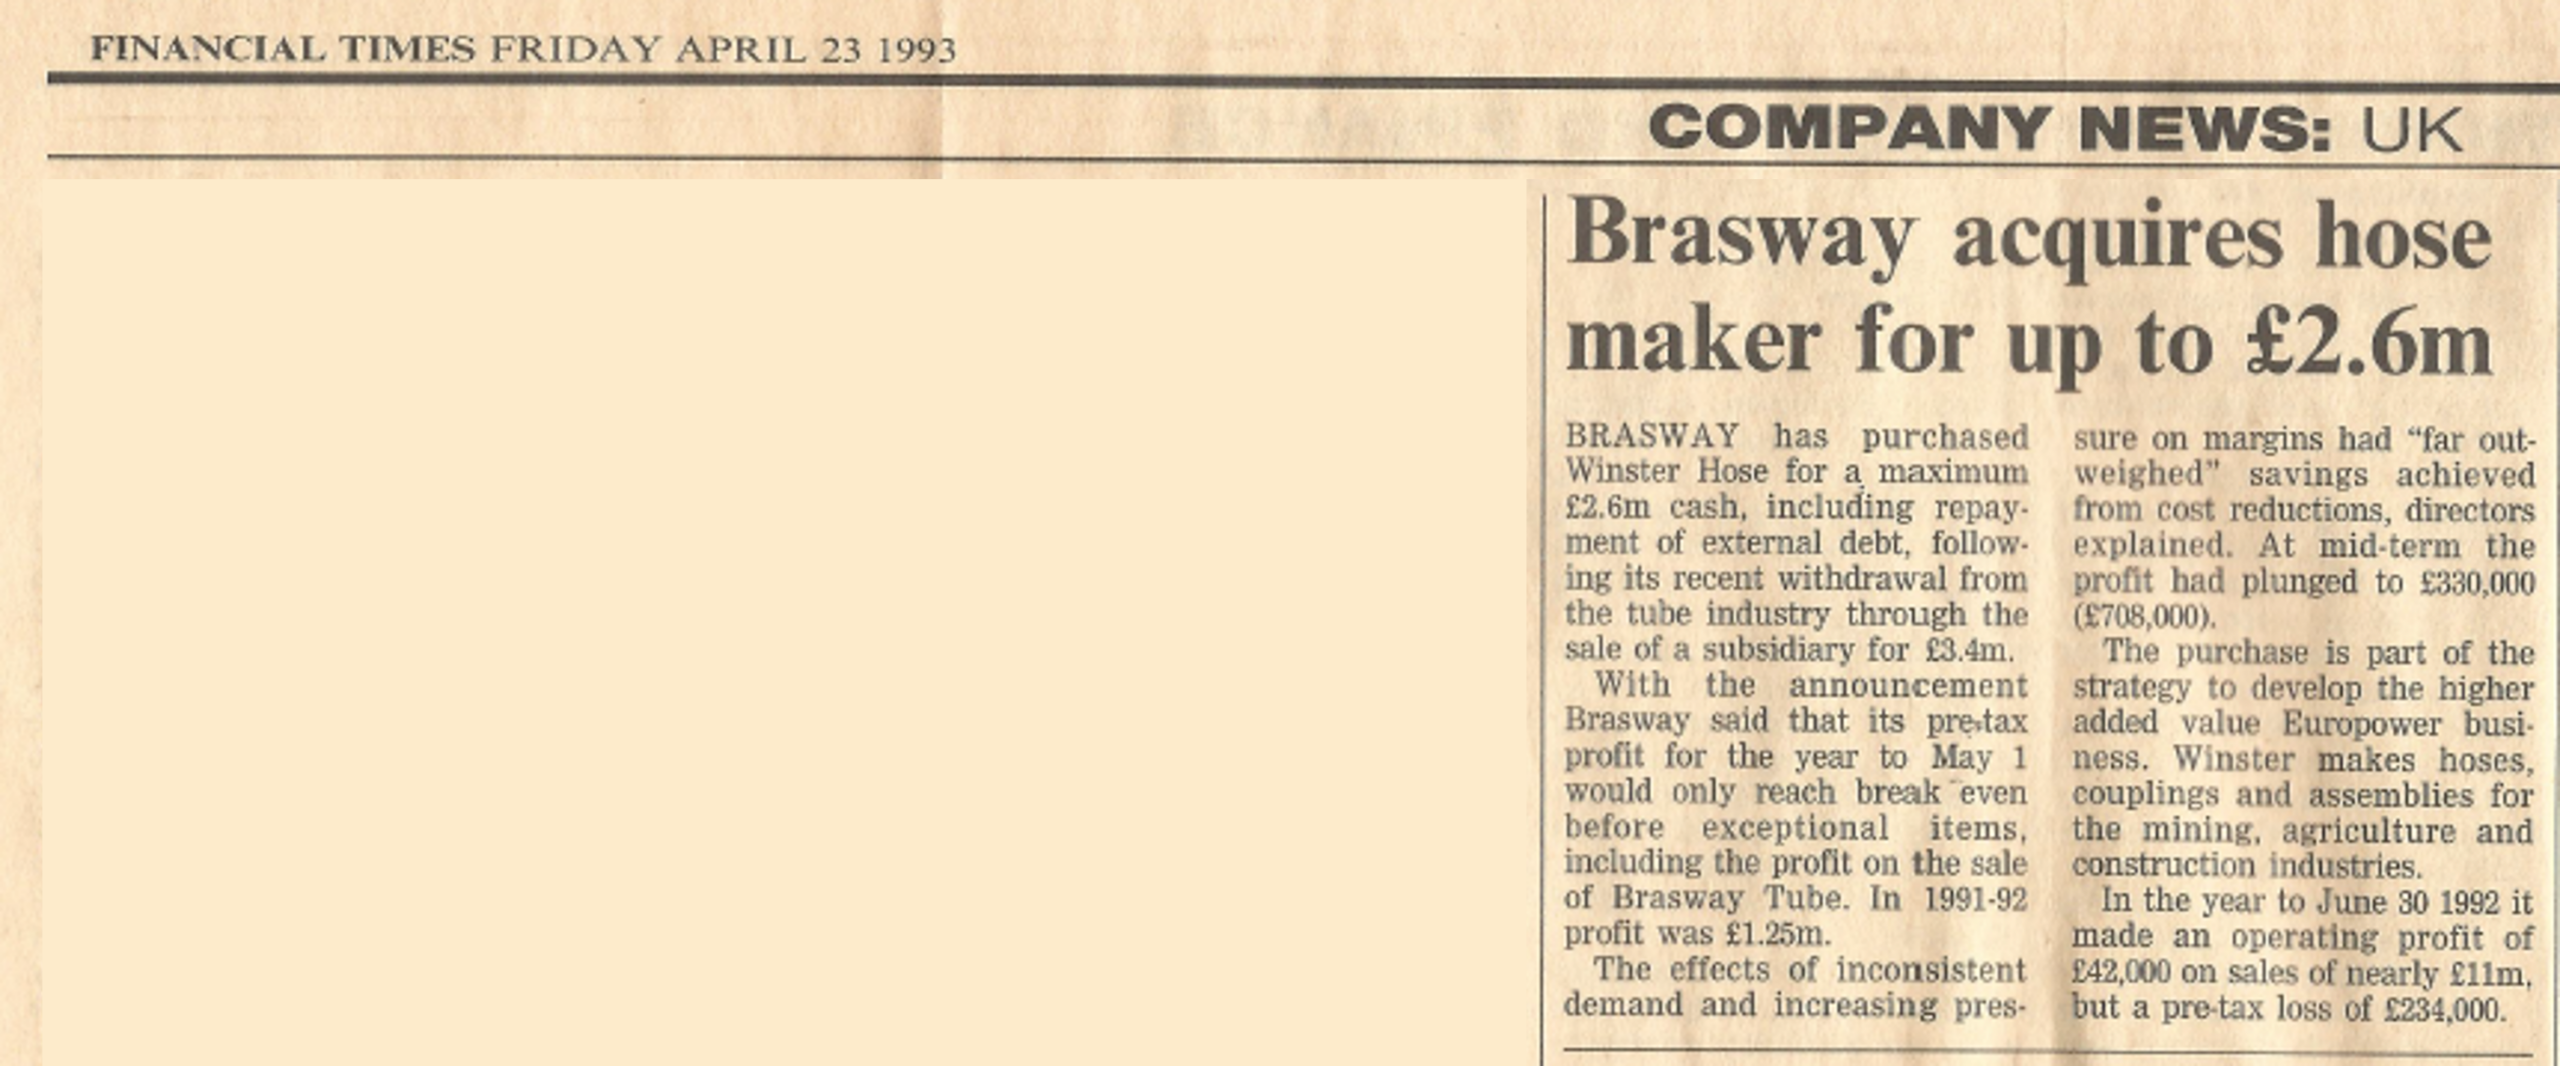 FINANCIAL TIMES FRIDAY APRIL 23 1993
COMPANY NEWS: UK
Brasway acquires hose
maker for up to £2.6m
BRASWAY has purchased
Winster Hose for a maximum
£2.6m cash, including repay-
ment of external debt, follow-
ing its recent withdrawal from
the tube industry through the
sale of a subsidiary for £3.4m.
With the announcement
Brasway said that its pre-tax
profit for the year to May 1
would only reach break even
before exceptional items,
including the profit on the sale
of Brasway Tube. In 1991-92
profit was £1.25m.
The effects of inconsistent
demand and increasing pres-
sure on margins had “far out-
weighed” savings achieved
from cost reductions, directors
explained. At mid-term the
profit had plunged to £330,000
(£708,000).
The purchase is part of the
strategy to develop the higher
added value Europower busi-
ness. Winster makes hoses,
couplings and assemblies for
the mining, agriculture and
construction industries.
In the year to June 30 1992 it
made an operating profit of
£42,000 on sales of nearly £11m,
but a pre-tax loss of £234,000.